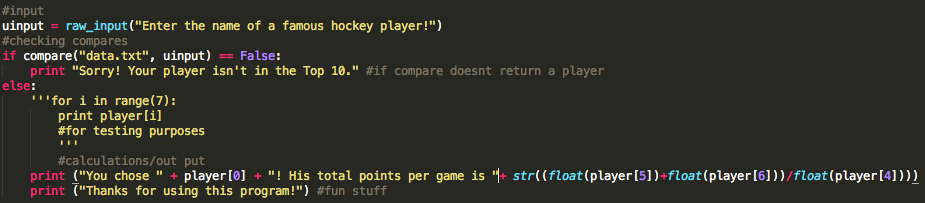 #input
uinput = raw_input("Enter the name of a famous hockey player!")
#checking compares
if compare("data.txt", uinput) == False:
    print "Sorry! Your player isn't in the Top 10." #if compare doesnt return a player
else:
    '''for i in range(7):
        print player[i]
        #for testing purposes
        '''
        #calculations/out put
    print ("You chose " + player[0] + "! His total points per game is "+ str((float(player[5])+float(player[6]))/float(player[4])))
    print ("Thanks for using this program!") #fun stuff